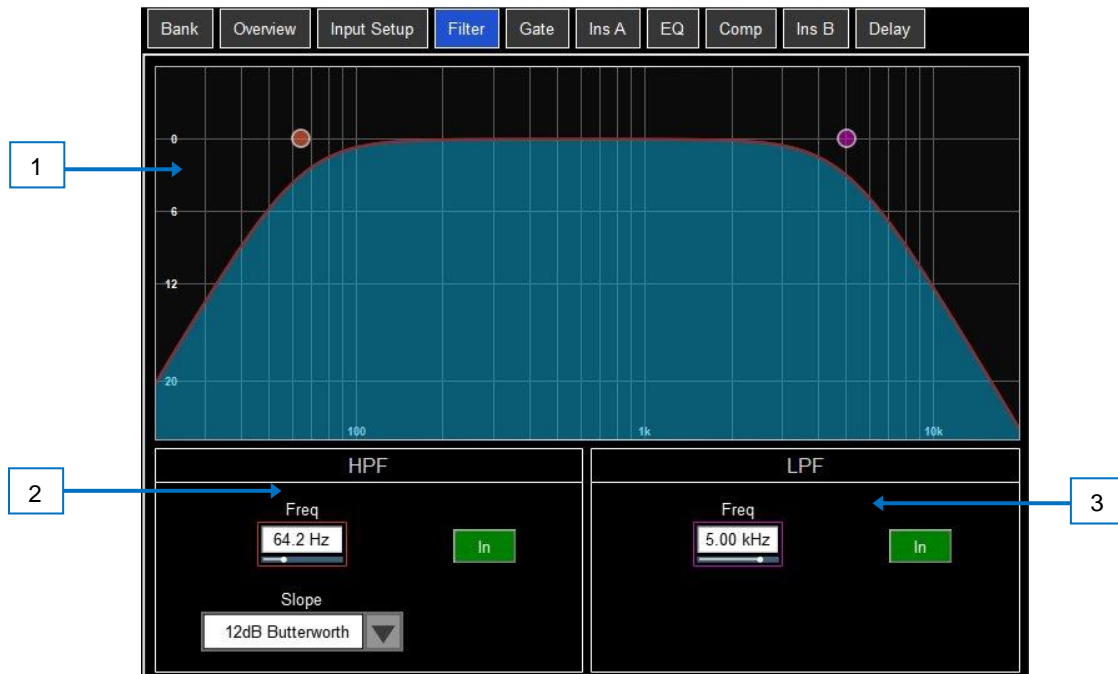 Bank Overview Input Setup Filter Gate Ins A EQ Comp Ins B Delay
0
1
6
12
20
100 1k 10k
HPF LPF
2
3
Freq Freq
64.2 Hz In 5.00 kHz In
Slope
12dB Butterworth